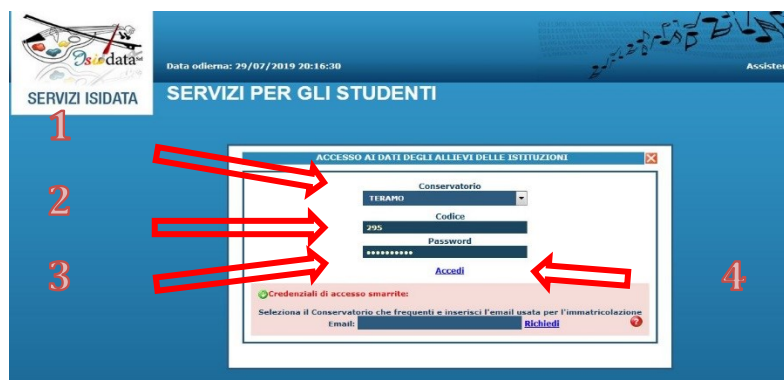 Isidata srl
Data odierna: 29/07/2019 20:16:30
Assisten
SERVIZI ISIDATA
SERVIZI PER GLI STUDENTI
1
ACCESSO AI DATI DEGLI ALLIEVI DELLE ISTITUZIONI
Conservatorio
TERAMO
2
Codice
295
Password
••••••••••
3
Accedi
4
Credenziali di accesso smarrite:
Seleziona il Conservatorio che frequenti e inserisci l'email usata per l'immatricolazione
Email: Richiedi